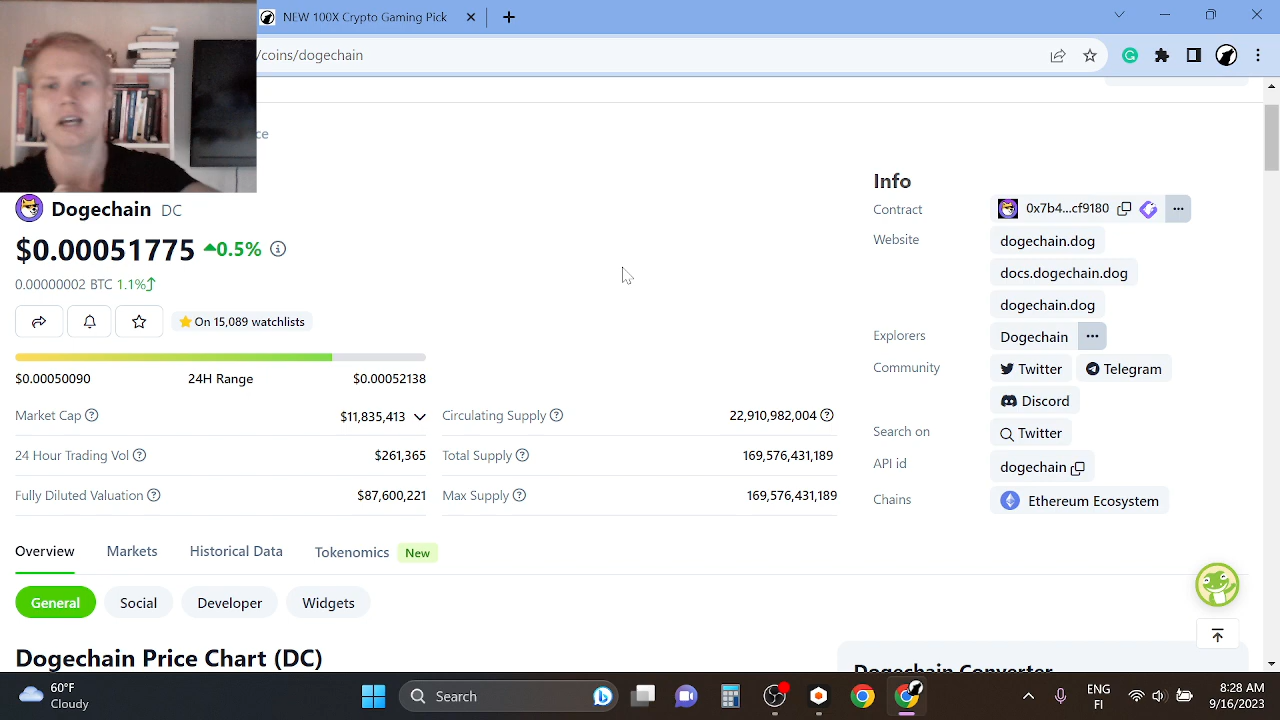 NEW 100X Crypto Gaming Pick
/coins/dogechain
ce
Dogechain DC
$0.00051775 0.5%
0.00000002 BTC 1.1%
On 15,089 watchlists
$0.00050090 24H Range $0.00052138
Market Cap $11,835,413
24 Hour Trading Vol $261,365
Fully Diluted Valuation $87,600,221
Circulating Supply 22,910,982,004
Total Supply 169,576,431,189
Max Supply 169,576,431,189
Info
Contract 0x7b4...cf9180
Website dogechain.dog
docs.dogechain.dog
dogechain.dog
Explorers Dogechain
Community Twitter Telegram
Discord
Search on Twitter
API id dogechain
Chains Ethereum Ecosystem
Overview Markets Historical Data Tokenomics New
General Social Developer Widgets
Dogechain Price Chart (DC)
Dogechain Converter
60°F
Cloudy
Search
ENG
FI
8:28 AM
9/16/2023